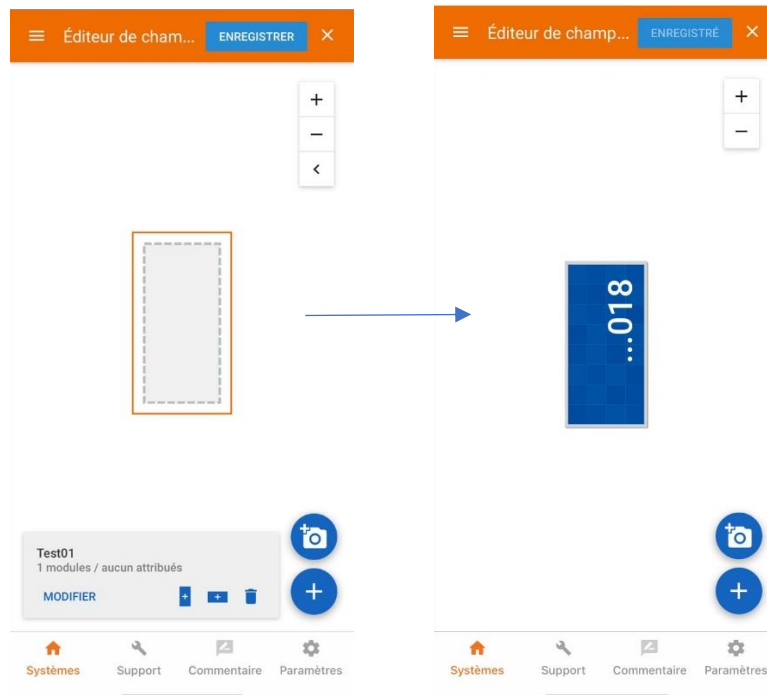 Éditeur de cham... ENREGISTRER
Test01
1 modules / aucun attribués
MODIFIER
Systèmes Support Commentaire Paramètres
Éditeur de champ... ENREGISTRÉ
...018
Systèmes Support Commentaire Paramètres